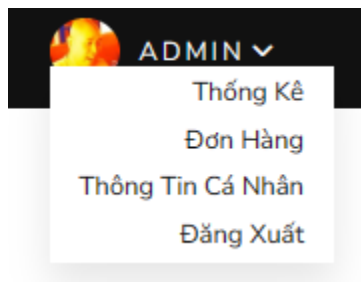 ADMIN
Thống Kê
Đơn Hàng
Thông Tin Cá Nhân
Đăng Xuất